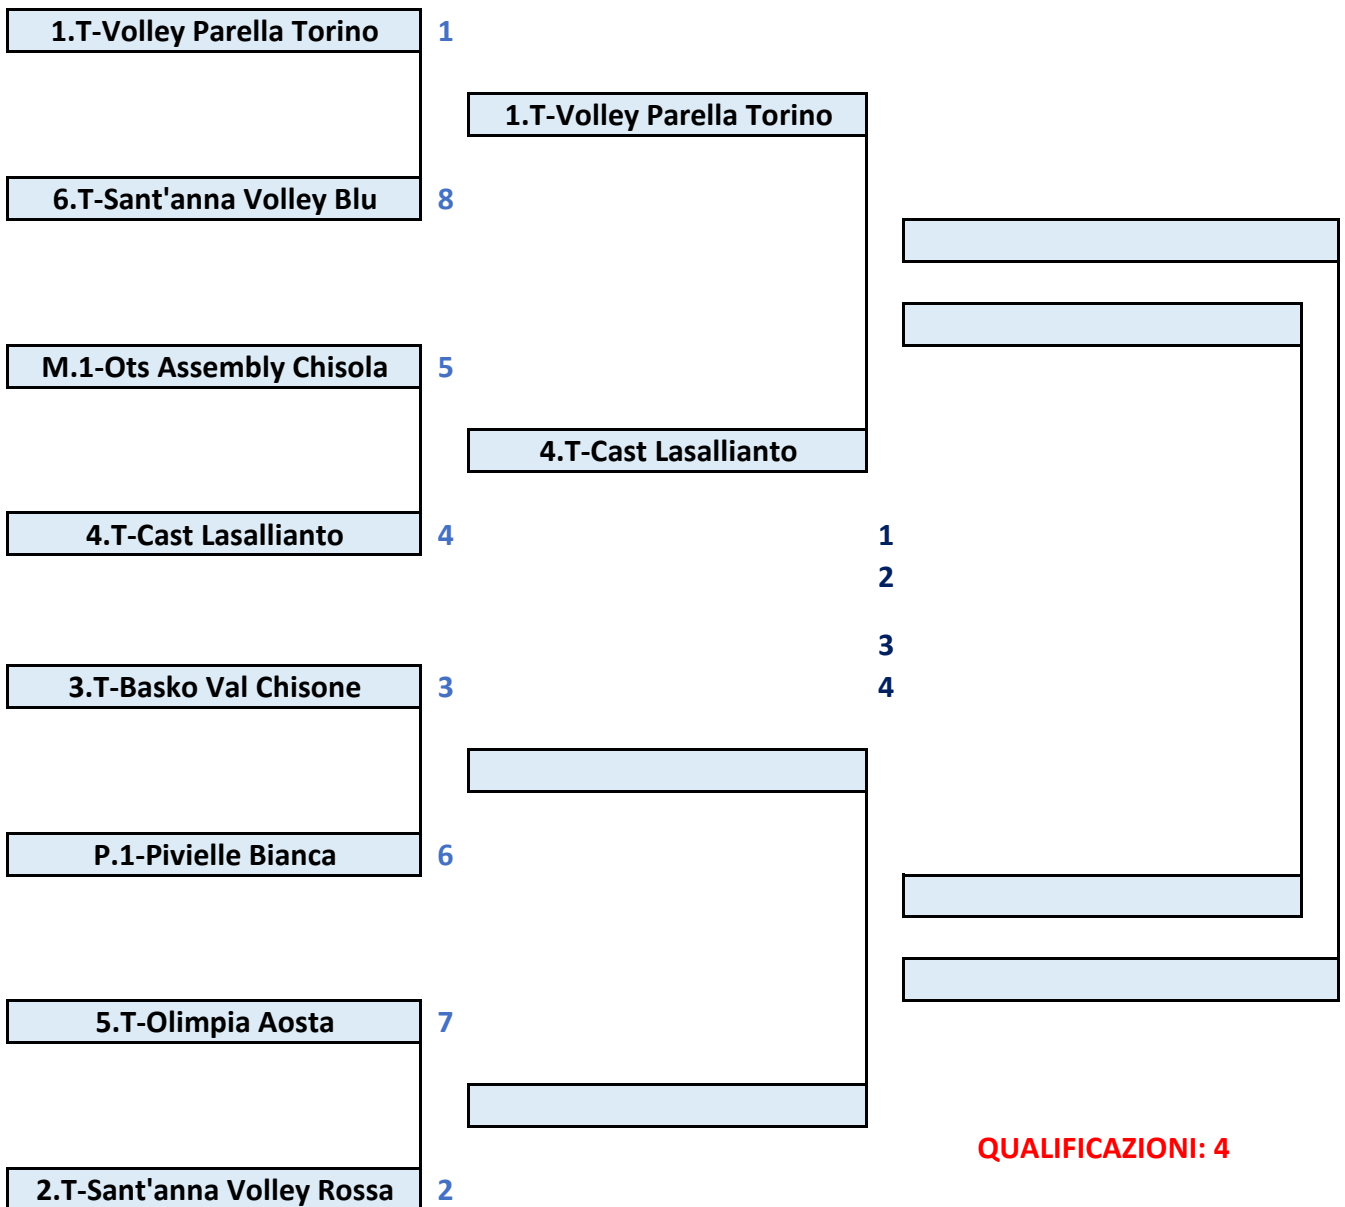 1.T-Volley Parella Torino 1
1.T-Volley Parella Torino
6.T-Sant'anna Volley Blu 8
M.1-Ots Assembly Chisola 5
4.T-Cast Lasallianto
4.T-Cast Lasallianto 4 1
2
3
3.T-Basko Val Chisone 3 4
P.1-Pivielle Bianca 6
5.T-Olimpia Aosta 7
QUALIFICAZIONI: 4
2.T-Sant'anna Volley Rossa 2